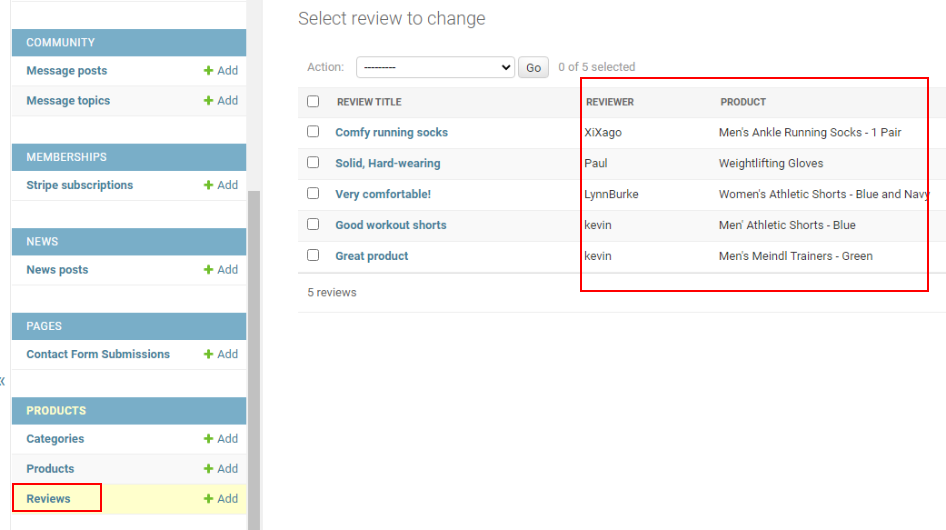 COMMUNITY
Message posts + Add
Message topics + Add
MEMBERSHIPS
Stripe subscriptions + Add
NEWS
News posts + Add
PAGES
Contact Form Submissions + Add
«
PRODUCTS
Categories + Add
Products + Add
Reviews + Add
Select review to change
Action: --------- Go 0 of 5 selected
REVIEW TITLE REVIEWER PRODUCT
Comfy running socks XiXago Men's Ankle Running Socks - 1 Pair
Solid, Hard-wearing Paul Weightlifting Gloves
Very comfortable! LynnBurke Women's Athletic Shorts - Blue and Navy
Good workout shorts kevin Men' Athletic Shorts - Blue
Great product kevin Men's Meindl Trainers - Green
5 reviews